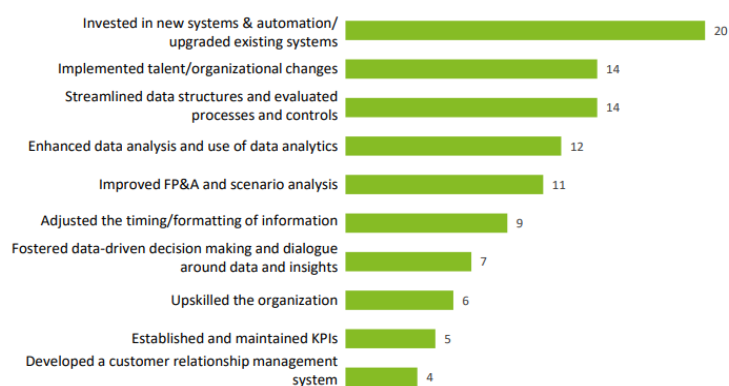 Invested in new systems & automation/
upgraded existing systems
20
Implemented talent/organizational changes
14
Streamlined data structures and evaluated
processes and controls
14
Enhanced data analysis and use of data analytics
12
Improved FP&A and scenario analysis
11
Adjusted the timing/formatting of information
9
Fostered data-driven decision making and dialogue
around data and insights
7
Upskilled the organization
6
Established and maintained KPIs
5
Developed a customer relationship management
system
4